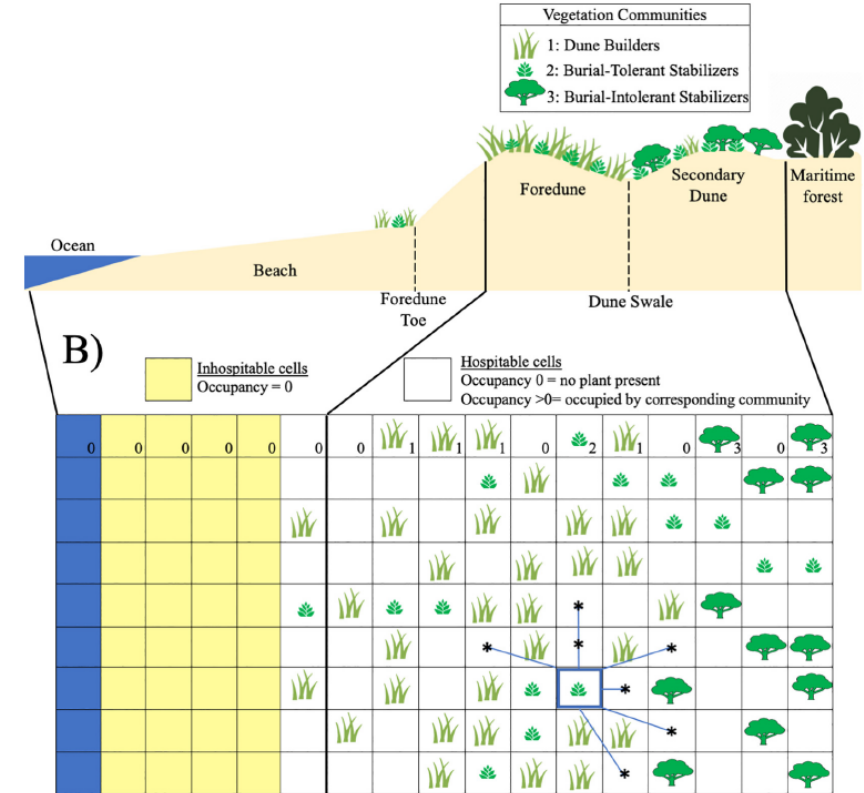 Vegetation Communities
1: Dune Builders
2: Burial-Tolerant Stabilizers
3: Burial-Intolerant Stabilizers
Foredune
Secondary
Dune
Maritime
forest
Ocean
Beach
Foredune
Toe
Dune Swale
B)
Inhospitable cells
Occupancy = 0
Hospitable cells
Occupancy 0 = no plant present
Occupancy >0= occupied by corresponding community
0 0 0 0 0 0 0 1 1 1 0 2 1 0 3 0 3
* 
* * *
*
*
*